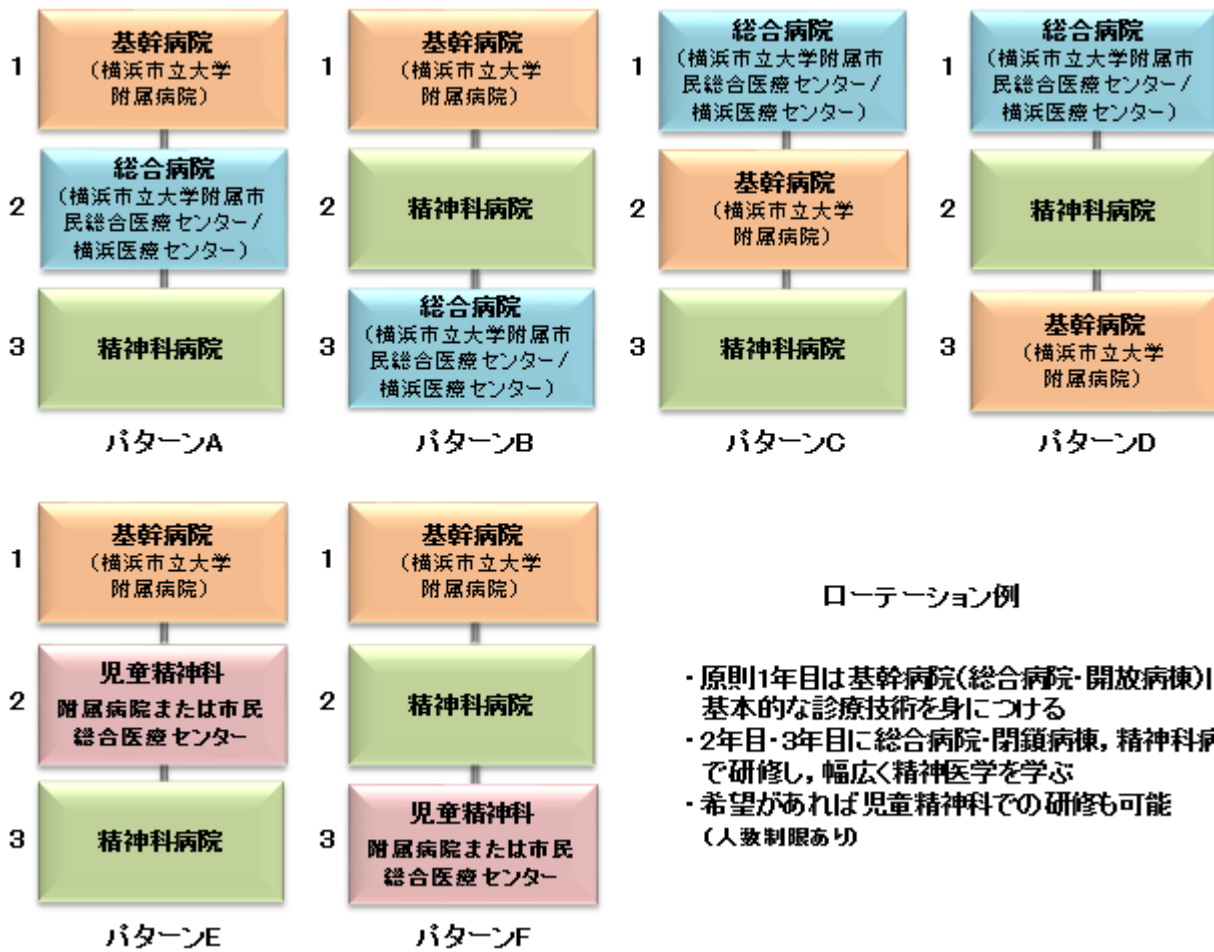 1
基幹病院
（横浜市立大学
附属病院）
2
総合病院
（横浜市立大学附属市
民総合医療センター/
横浜医療センター）
3
精神科病院
パターンA
1
基幹病院
（横浜市立大学
附属病院）
2
精神科病院
3
総合病院
（横浜市立大学附属市
民総合医療センター/
横浜医療センター）
パターンB
1
総合病院
（横浜市立大学附属市
民総合医療センター/
横浜医療センター）
2
基幹病院
（横浜市立大学
附属病院）
3
精神科病院
パターンC
1
総合病院
（横浜市立大学附属市
民総合医療センター/
横浜医療センター）
2
精神科病院
3
基幹病院
（横浜市立大学
附属病院）
パターンD
1
基幹病院
（横浜市立大学
附属病院）
2
児童精神科
附属病院または市民
総合医療センター
3
精神科病院
パターンE
1
基幹病院
（横浜市立大学
附属病院）
2
精神科病院
3
児童精神科
附属病院または市民
総合医療センター
パターンF
ローテーション例
・原則1年目は基幹病院(総合病院・開放病棟)
基本的な診療技術を身につける
・2年目・3年目に総合病院・閉鎖病棟，精神科病
で研修し，幅広く精神医学を学ぶ
・希望があれば児童精神科での研修も可能
（人数制限あり）